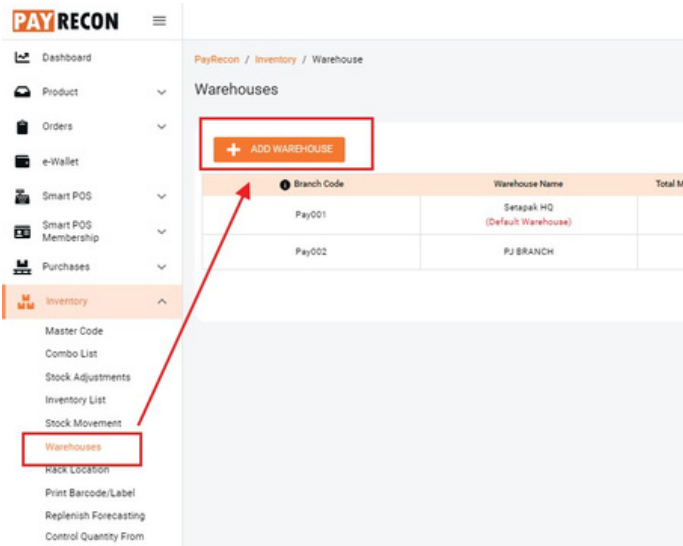 PAYRECON
Dashboard
Product
Orders
e-Wallet
Smart POS
Smart POS
Membership
Purchases
Inventory
Master Code
Combo List
Stock Adjustments
Inventory List
Stock Movement
Warehouses
Rack Location
Print Barcode/Label
Replenish Forecasting
Control Quantity From
PayRecon / Inventory / Warehouse
Warehouses
ADD WAREHOUSE
Branch Code Warehouse Name Total M
Pay001 Setapak HQ
(Default Warehouse)
Pay002 PJ BRANCH